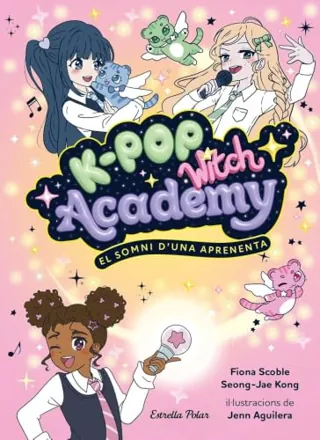 K-POP
Witch
Academy
EL SOMNI D'UNA APRENENTA
Fiona Scoble
Seong-Jae Kong
il·lustracions de
Jenn Aguilera
Estrella Polar